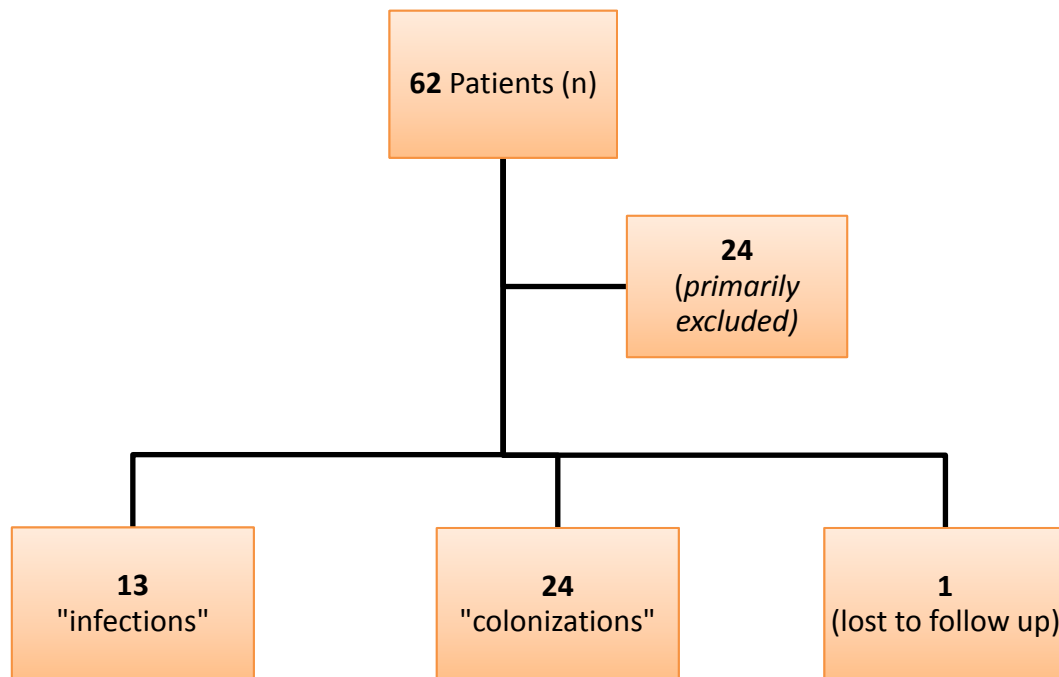 62 Patients (n)
24
(primarily
excluded)
13
"infections"
24
"colonizations"
1
(lost to follow up)